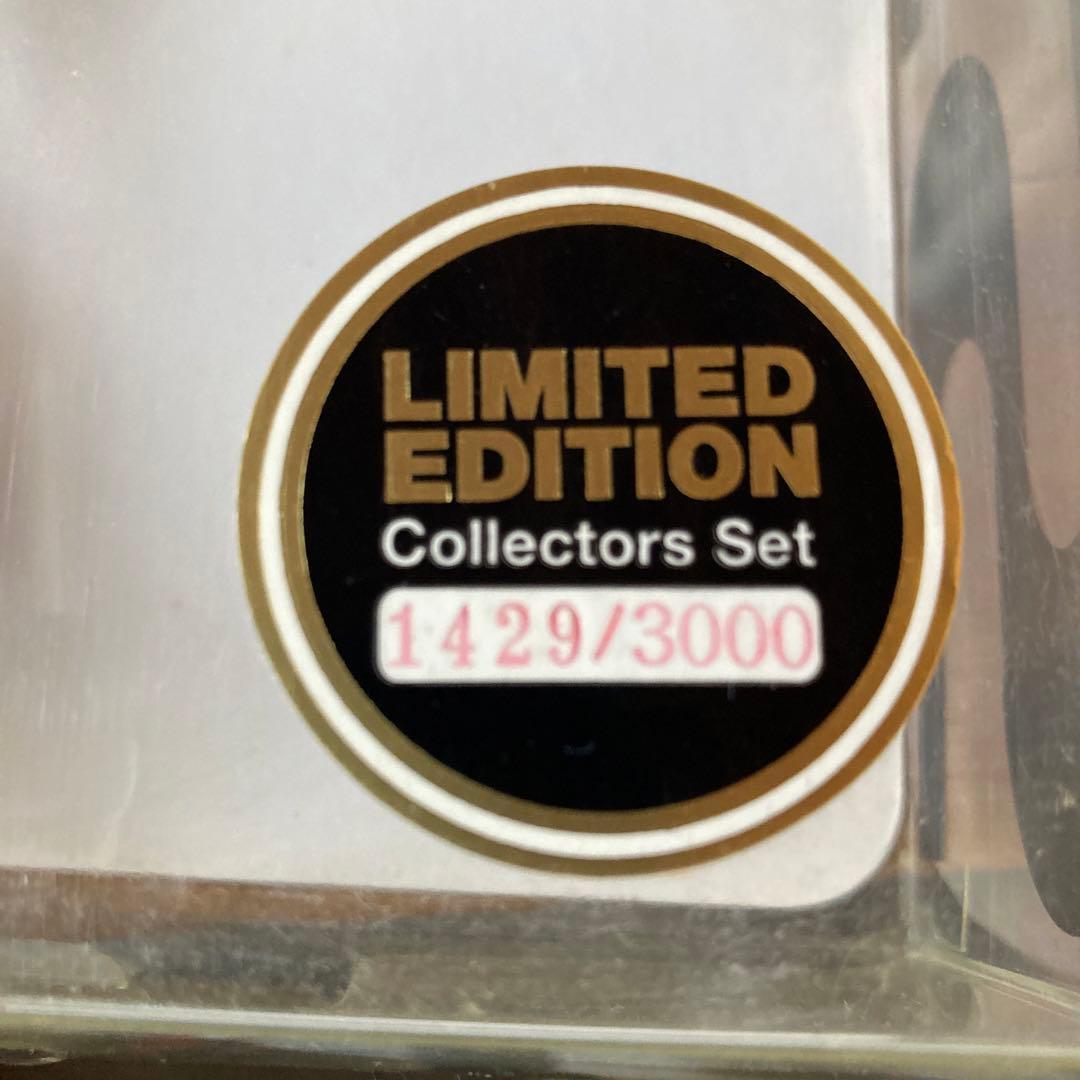 LIMITED
EDITION
Collectors Set
1429/3000